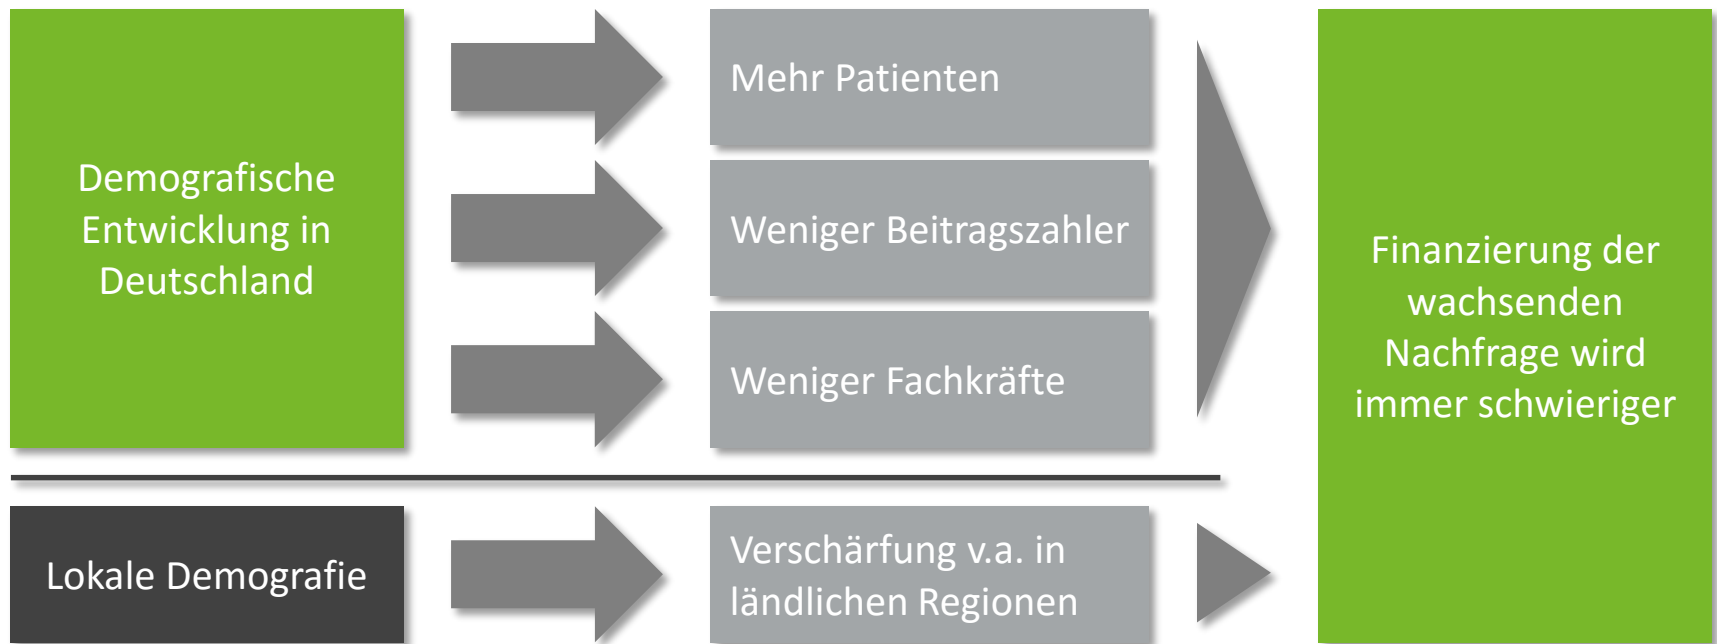 Demografische
Entwicklung in
Deutschland
Mehr Patienten
Weniger Beitragszahler
Weniger Fachkräfte
Finanzierung der
wachsenden
Nachfrage wird
immer schwieriger
Lokale Demografie
Verschärfung v.a. in
ländlichen Regionen